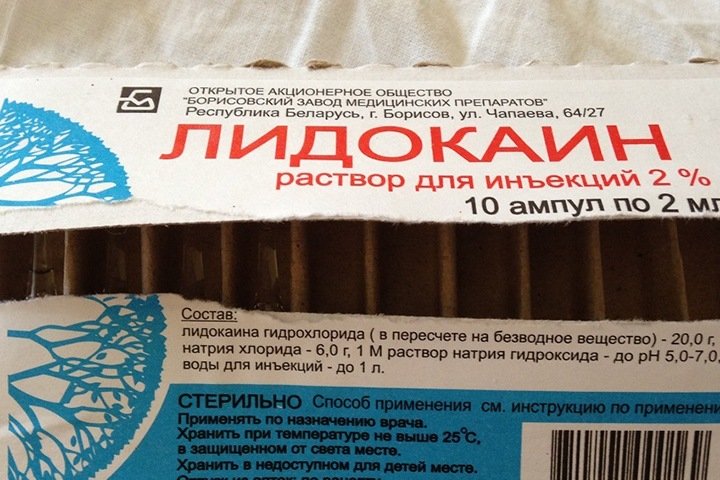 ОТКРЫТОЕ АКЦИОНЕРНОЕ ОБЩЕСТВО
"БОРИСОВСКИЙ ЗАВОД МЕДИЦИНСКИХ ПРЕПАРАТОВ"
Республика Беларусь, г. Борисов, ул. Чапаева, 64/27
ЛИДОКАИН
раствор для инъекций 2 %
10 ампул по 2 мл
Состав:
лидокаина гидрохлорида ( в пересчете на безводное вещество) - 20,0 г,
натрия хлорида - 6,0 г, 1 М раствор натрия гидроксида - до pH 5,0-7,0,
воды для инъекций - до 1 л.
СТЕРИЛЬНО Способ применения см. инструкцию по применени
Применять по назначению врача.
Хранить при температуре не выше 25°С,
в защищенном от света месте.
Хранить в недоступном для детей месте.